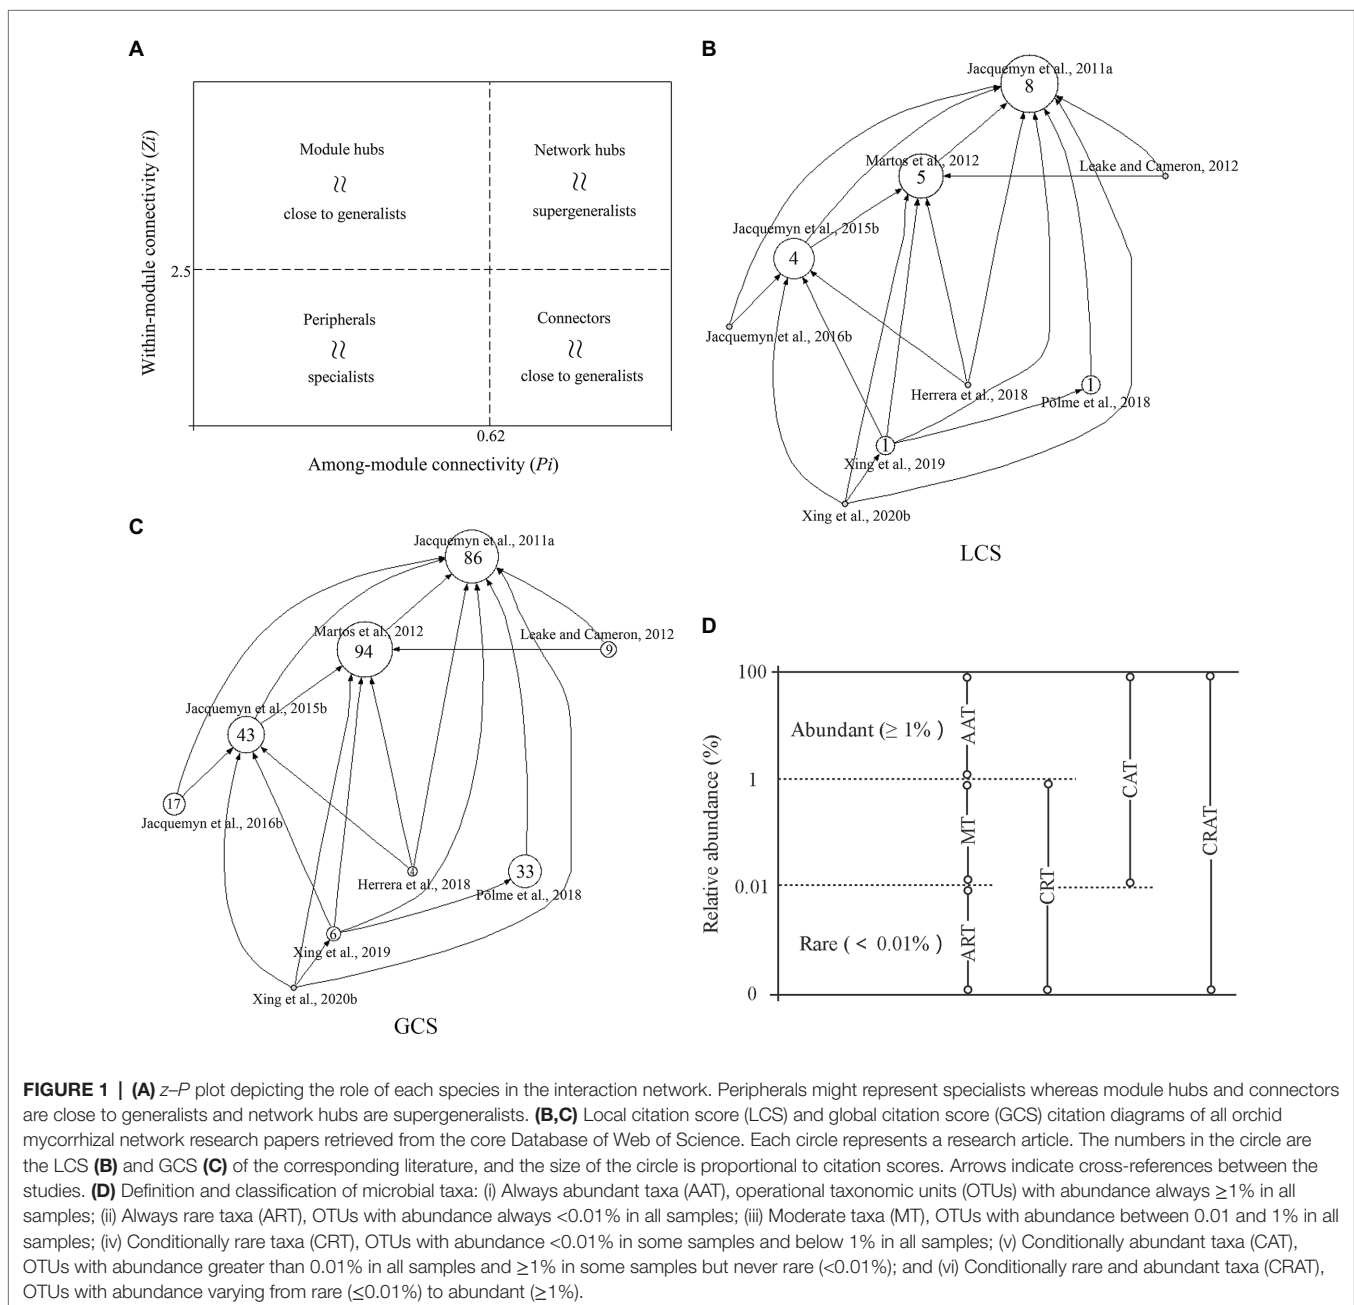 A
Within-module connectivity (Zi)
Module hubs
close to generalists
Network hubs
supergeneralists
2.5
Peripherals
specialists
Connectors
close to generalists
0.62
Among-module connectivity (Pi)
B
Jacquemyn et al., 2011a
8
Martos et al., 2012
5
Leake and Cameron, 2012
Jacquemyn et al., 2015b
4
Jacquemyn et al., 2016b
Herrera et al., 2018
1
Põlme et al., 2018
1
Xing et al., 2019
Xing et al., 2020b
LCS
C
Jacquemyn et al., 2011a
86
Martos et al., 2012
94
Leake and Cameron, 2012
9
Jacquemyn et al., 2015b
43
17
Jacquemyn et al., 2016b
4
Herrera et al., 2018
33
Põlme et al., 2018
6
Xing et al., 2019
Xing et al., 2020b
GCS
D
Relative abundance (%)
100
1
0.01
0
Abundant (≥ 1%)
Rare (< 0.01%)
AAT
MT
ART
CRT
CAT
CRAT
FIGURE 1 | (A) z–P plot depicting the role of each species in the interaction network. Peripherals might represent specialists whereas module hubs and connectors
are close to generalists and network hubs are supergeneralists. (B,C) Local citation score (LCS) and global citation score (GCS) citation diagrams of all orchid
mycorrhizal network research papers retrieved from the core Database of Web of Science. Each circle represents a research article. The numbers in the circle are
the LCS (B) and GCS (C) of the corresponding literature, and the size of the circle is proportional to citation scores. Arrows indicate cross-references between the
studies. (D) Definition and classification of microbial taxa: (i) Always abundant taxa (AAT), operational taxonomic units (OTUs) with abundance always ≥1% in all
samples; (ii) Always rare taxa (ART), OTUs with abundance always <0.01% in all samples; (iii) Moderate taxa (MT), OTUs with abundance between 0.01 and 1% in all
samples; (iv) Conditionally rare taxa (CRT), OTUs with abundance <0.01% in some samples and below 1% in all samples; (v) Conditionally abundant taxa (CAT),
OTUs with abundance greater than 0.01% in all samples and ≥1% in some samples but never rare (<0.01%); and (vi) Conditionally rare and abundant taxa (CRAT),
OTUs with abundance varying from rare (≤0.01%) to abundant (≥1%).